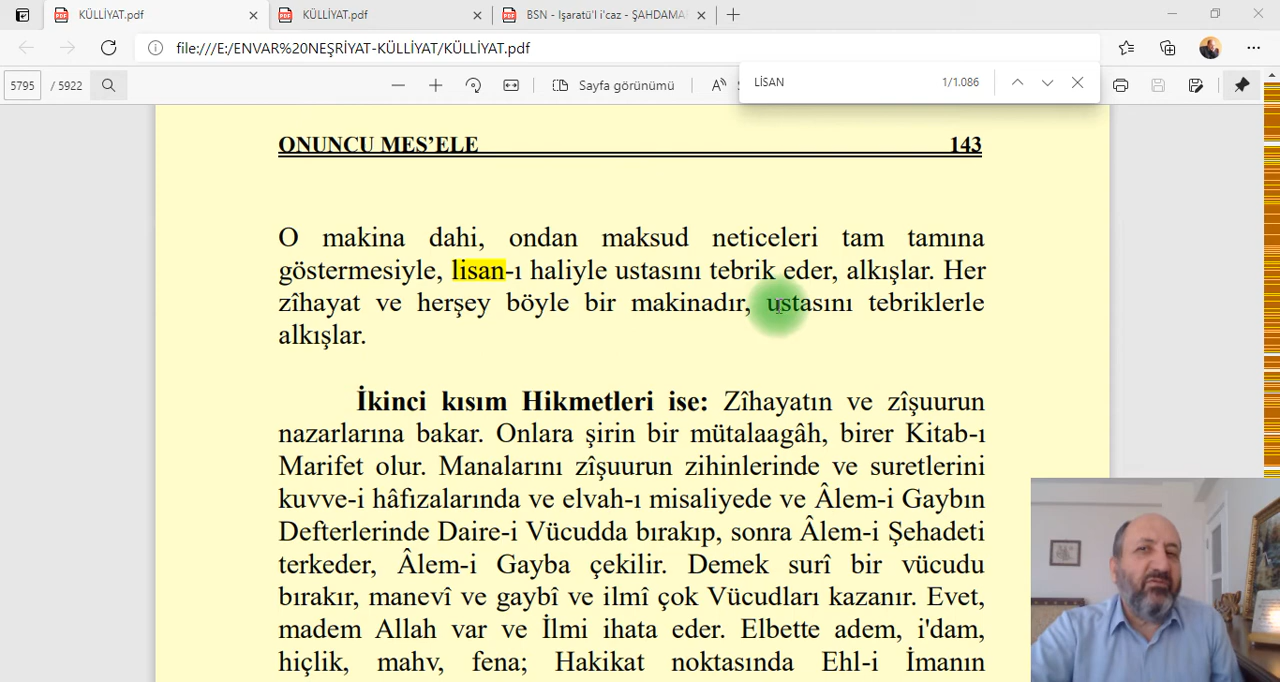 KÜLLİYAT.pdf
KÜLLİYAT.pdf
BSN - Işaratü'l i'caz - ŞAHDAMA
file:///E:/ENVAR%20NEŞRİYAT-KÜLLİYAT/KÜLLİYAT.pdf
5795 / 5922
Sayfa görünümü
LİSAN 1/1.086
ONUNCU MES’ELE 143
O makina dahi, ondan maksud neticeleri tam tamına
göstermesiyle, lisan-ı haliyle ustasını tebrik eder, alkışlar. Her
zîhayat ve herşey böyle bir makinadır, ustasını tebriklerle
alkışlar.
İkinci kısım Hikmetleri ise: Zîhayatın ve zîşuurun
nazarlarına bakar. Onlara şirin bir mütalaagâh, birer Kitab-ı
Marifet olur. Manalarını zîşuurun zihinlerinde ve suretlerini
kuvve-i hâfızalarında ve elvah-ı misaliyede ve Âlem-i Gaybın
Defterlerinde Daire-i Vücudda bırakıp, sonra Âlem-i Şehadeti
terkeder, Âlem-i Gayba çekilir. Demek surî bir vücudu
bırakır, manevî ve gaybî ve ilmî çok Vücudları kazanır. Evet,
madem Allah var ve İlmi ihata eder. Elbette adem, i'dam,
hiçlik, mahv, fena; Hakikat noktasında Ehl-i İmanın